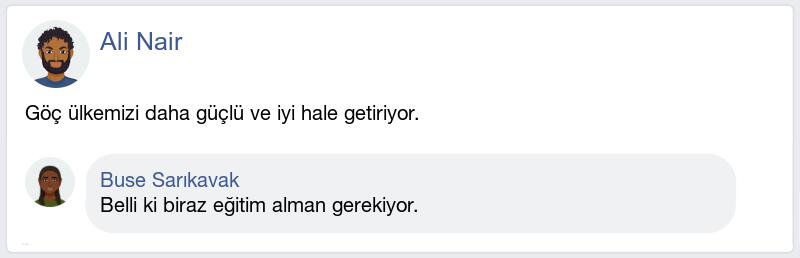 Ali Nair
Göç ülkemizi daha güçlü ve iyi hale getiriyor.
Buse Sarıkavak
Belli ki biraz eğitim alman gerekiyor.